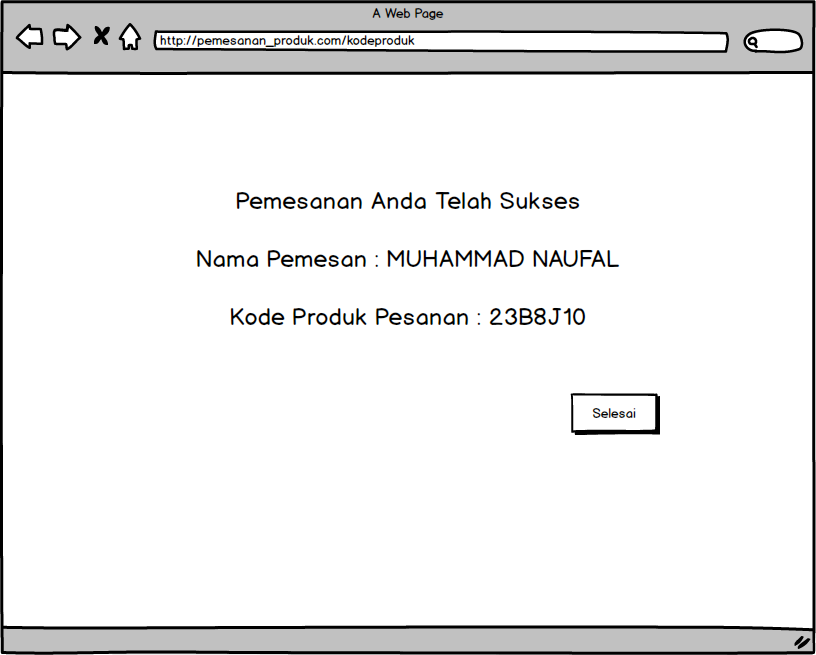 A Web Page
http://pemesanan_produk.com/kodeproduk
Pemesanan Anda Telah Sukses
Nama Pemesan : MUHAMMAD NAUFAL
Kode Produk Pesanan : 23B8J10
Selesai